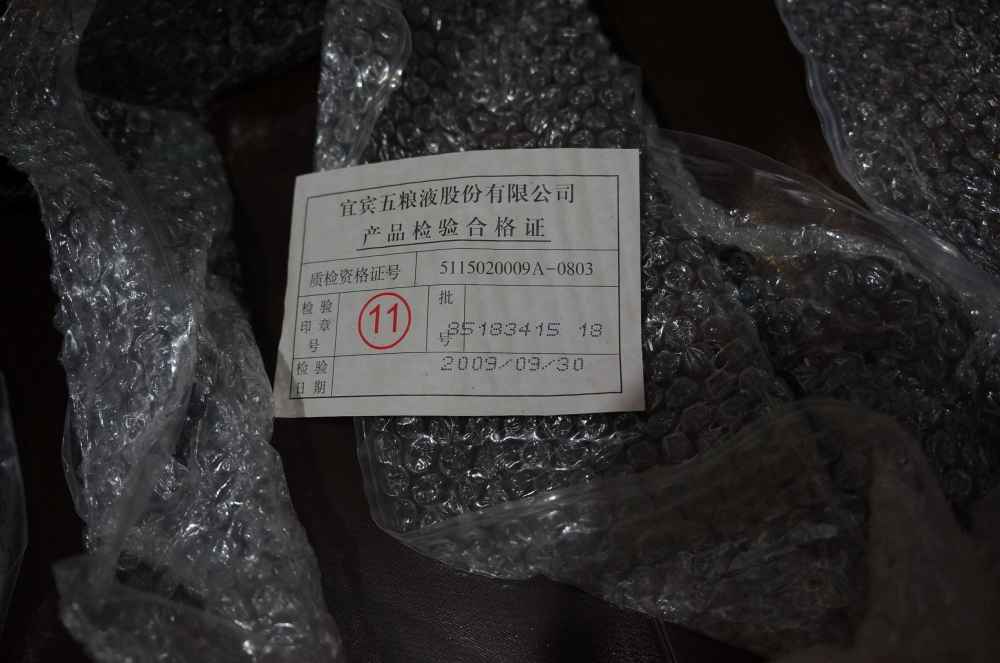 宜宾五粮液股份有限公司
产品检验合格证
质检资格证号 5115020009A-0803
检验印章号 11 批号 85183415 18
检验日期 2009/09/30